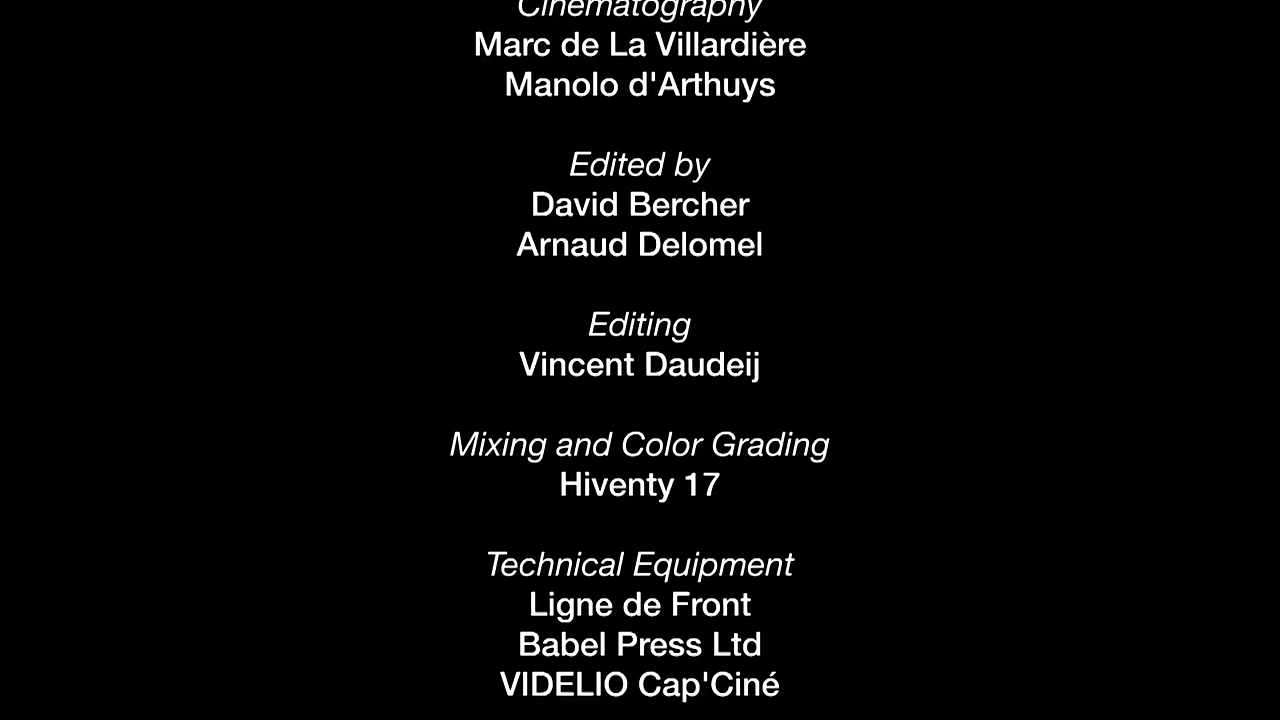 Cinematography
Marc de La Villardière
Manolo d'Arthuys
Edited by
David Bercher
Arnaud Delomel
Editing
Vincent Daudeij
Mixing and Color Grading
Hiventy 17
Technical Equipment
Ligne de Front
Babel Press Ltd
VIDELIO Cap'Ciné